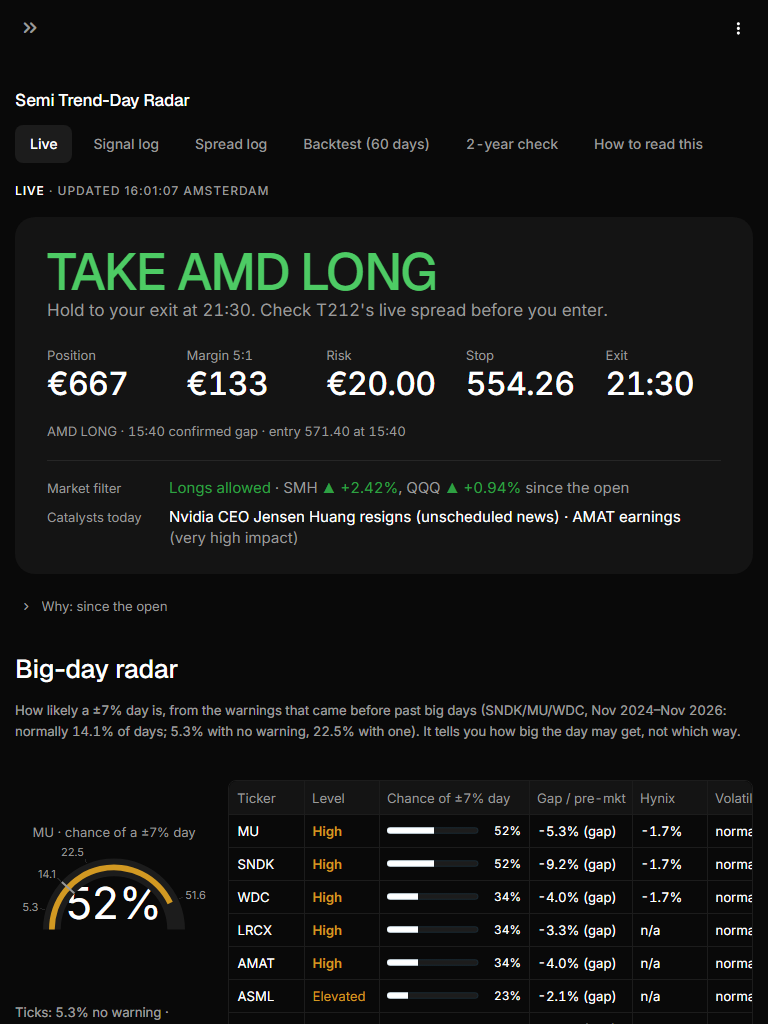 Semi Trend-Day Radar
Live Signal log Spread log Backtest (60 days) 2-year check How to read this
LIVE · UPDATED 16:01:07 AMSTERDAM
TAKE AMD LONG
Hold to your exit at 21:30. Check T212's live spread before you enter.
Position Margin 5:1 Risk Stop Exit
€667 €133 €20.00 554.26 21:30
AMD LONG · 15:40 confirmed gap · entry 571.40 at 15:40
Market filter Longs allowed · SMH ▲ +2.42%, QQQ ▲ +0.94% since the open
Catalysts today Nvidia CEO Jensen Huang resigns (unscheduled news) · AMAT earnings
(very high impact)
Why: since the open
Big-day radar
How likely a ±7% day is, from the warnings that came before past big days (SNDK/MU/WDC, Nov 2024–Nov 2026:
normally 14.1% of days; 5.3% with no warning, 22.5% with one). It tells you how big the day may get, not which way.
MU · chance of a ±7% day
22.5
14.1
5.3
51.6
52%
Ticks: 5.3% no warning ·
Ticker Level Chance of ±7% day Gap / pre-mkt Hynix Volatil
MU High 52% -5.3% (gap) -1.7% norma
SNDK High 52% -9.2% (gap) -1.7% norma
WDC High 34% -4.0% (gap) -1.7% norma
LRCX High 34% -3.3% (gap) n/a norma
AMAT High 34% -4.0% (gap) n/a norma
ASML Elevated 23% -2.1% (gap) n/a norma